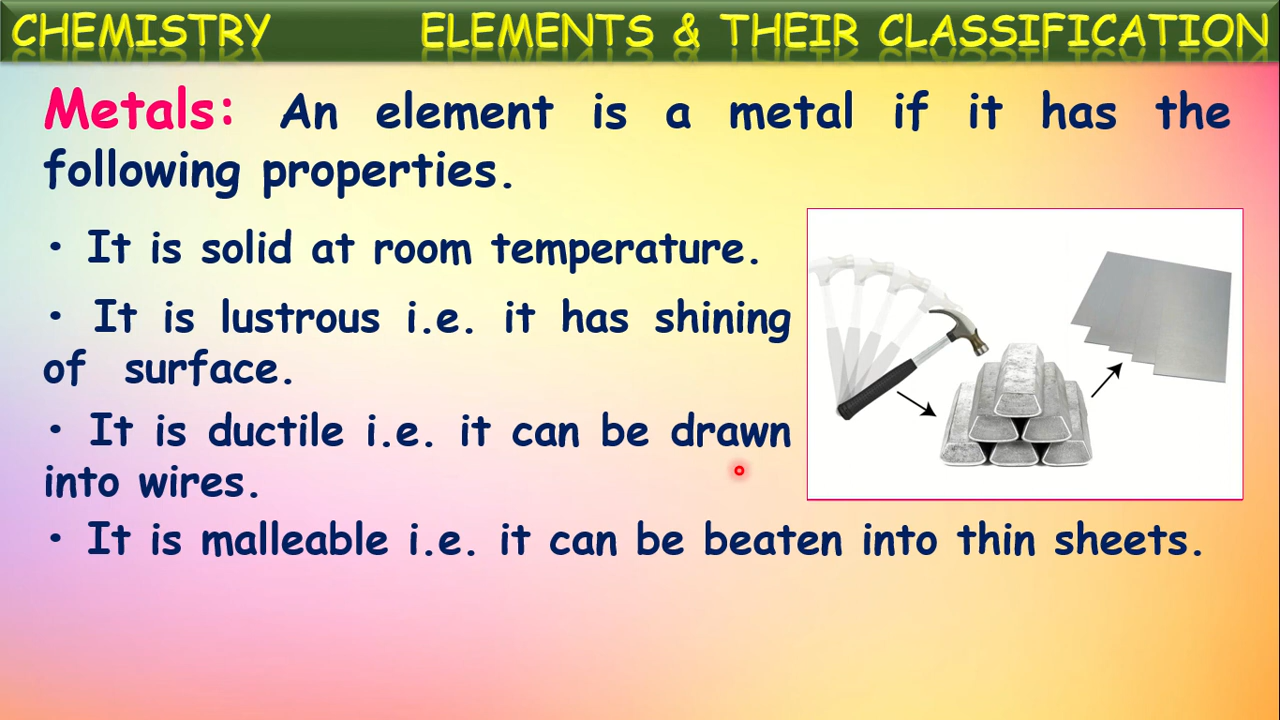 CHEMISTRY ELEMENTS & THEIR CLASSIFICATION
Metals: An element is a metal if it has the
following properties.
• It is solid at room temperature.
• It is lustrous i.e. it has shining
of surface.
• It is ductile i.e. it can be drawn
into wires.
• It is malleable i.e. it can be beaten into thin sheets.